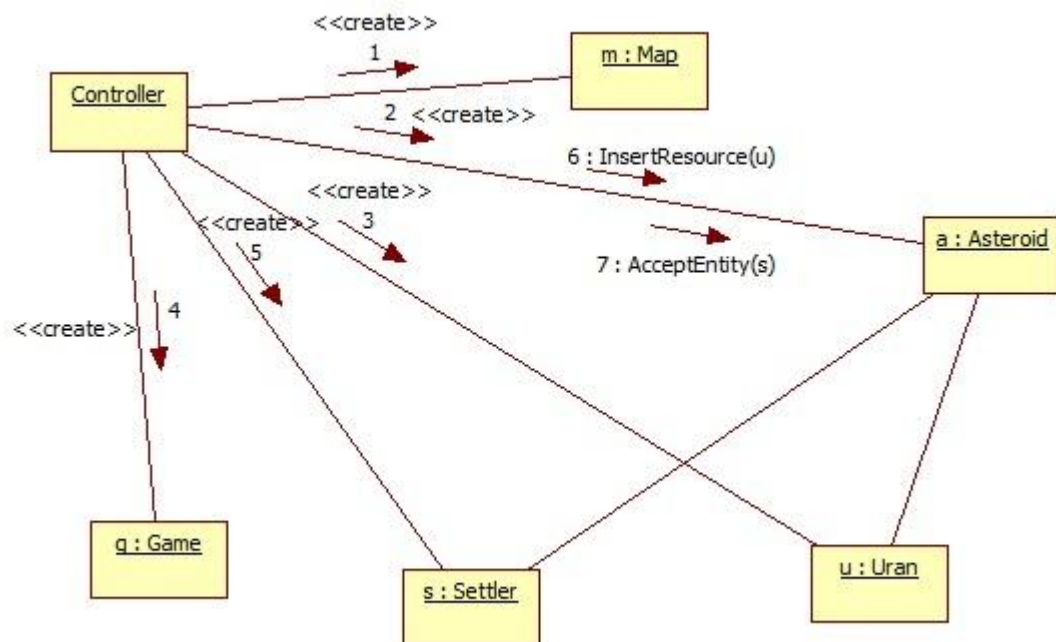 <<create>>
1
m : Map
Controller
2
<<create>>
6 : InsertResource(u)
<<create>>
3
<<create>>
5
a : Asteroid
7 : AcceptEntity(s)
4
<<create>>
g : Game
s : Settler
u : Uran